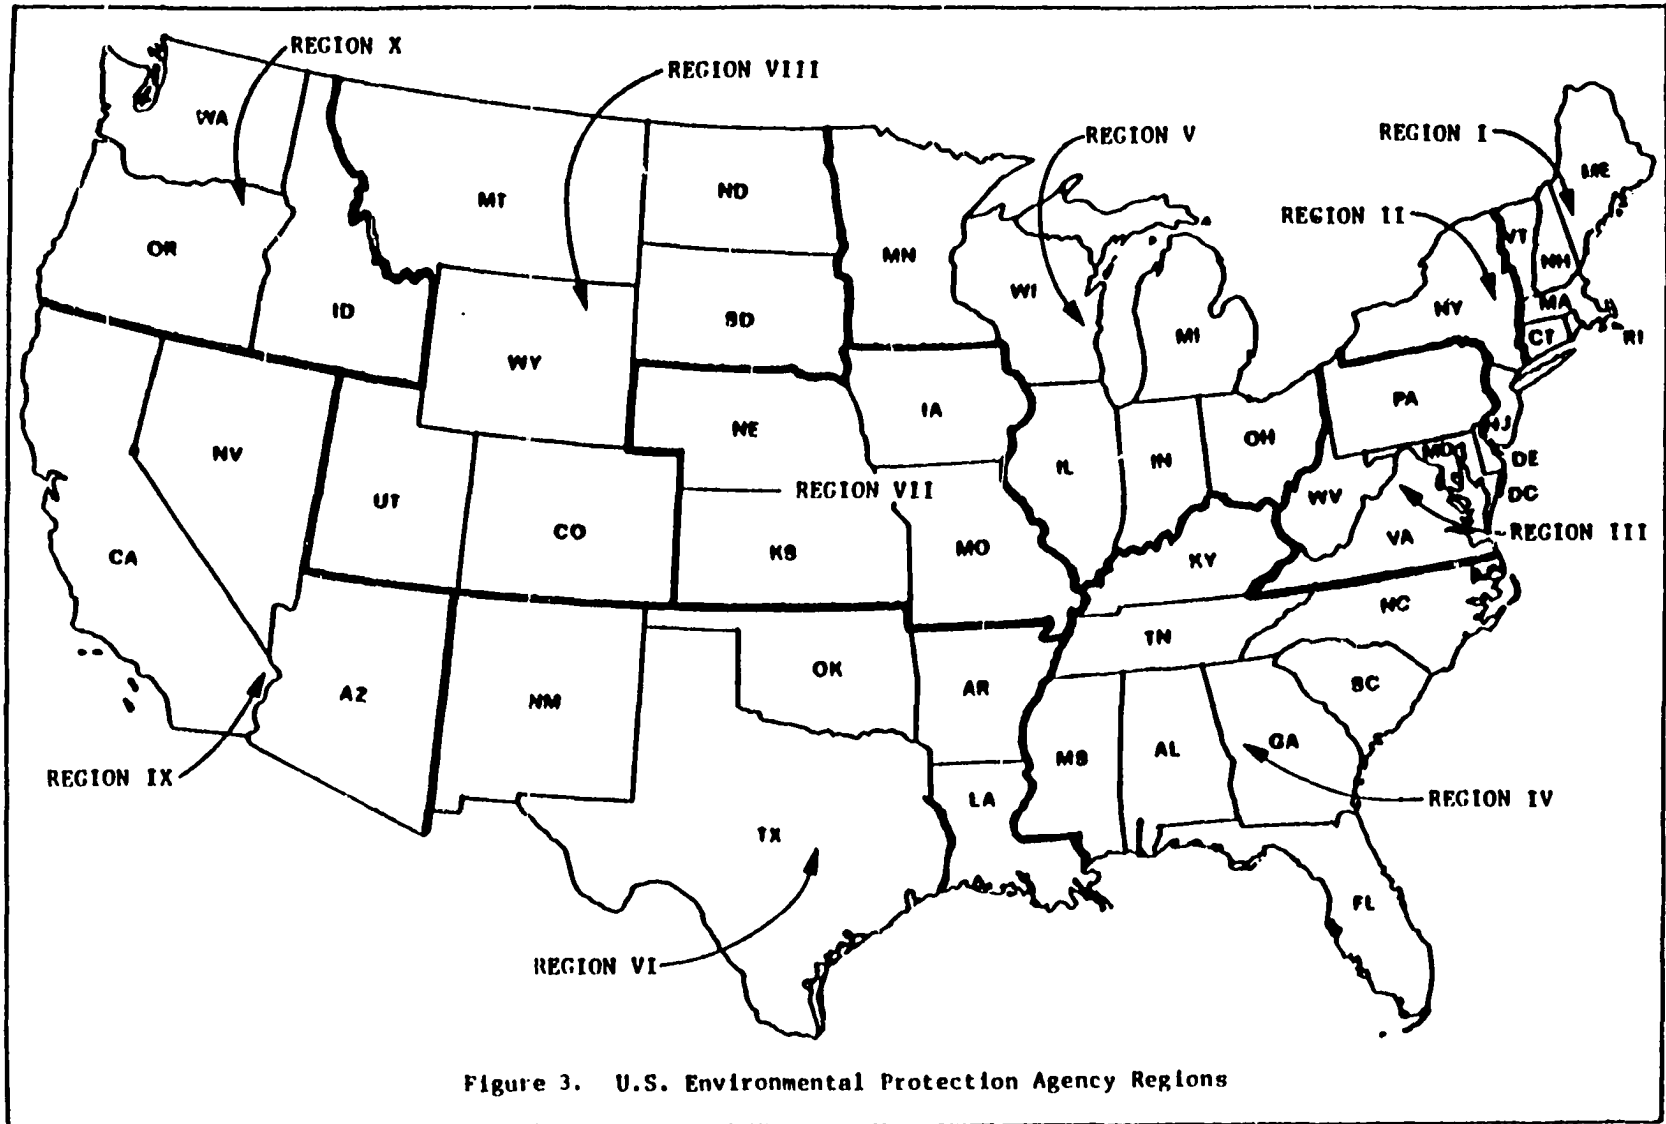 REGION X
REGION VIII
REGION V
REGION I
WA
ME
MT
ND
REGION II
VT
OR
MN
NH
WI
MA
ID
SD
NY
MI
CT
RI
WY
PA
IA
NE
NJ
OH
NV
MD
DE
IL
IN
REGION VII
UT
WV
DC
CO
REGION III
CA
KS
MO
VA
KY
NC
TN
OK
AZ
AR
SC
NM
GA
AL
MS
REGION IX
LA
REGION IV
TX
FL
REGION VI
Figure 3. U.S. Environmental Protection Agency Regions